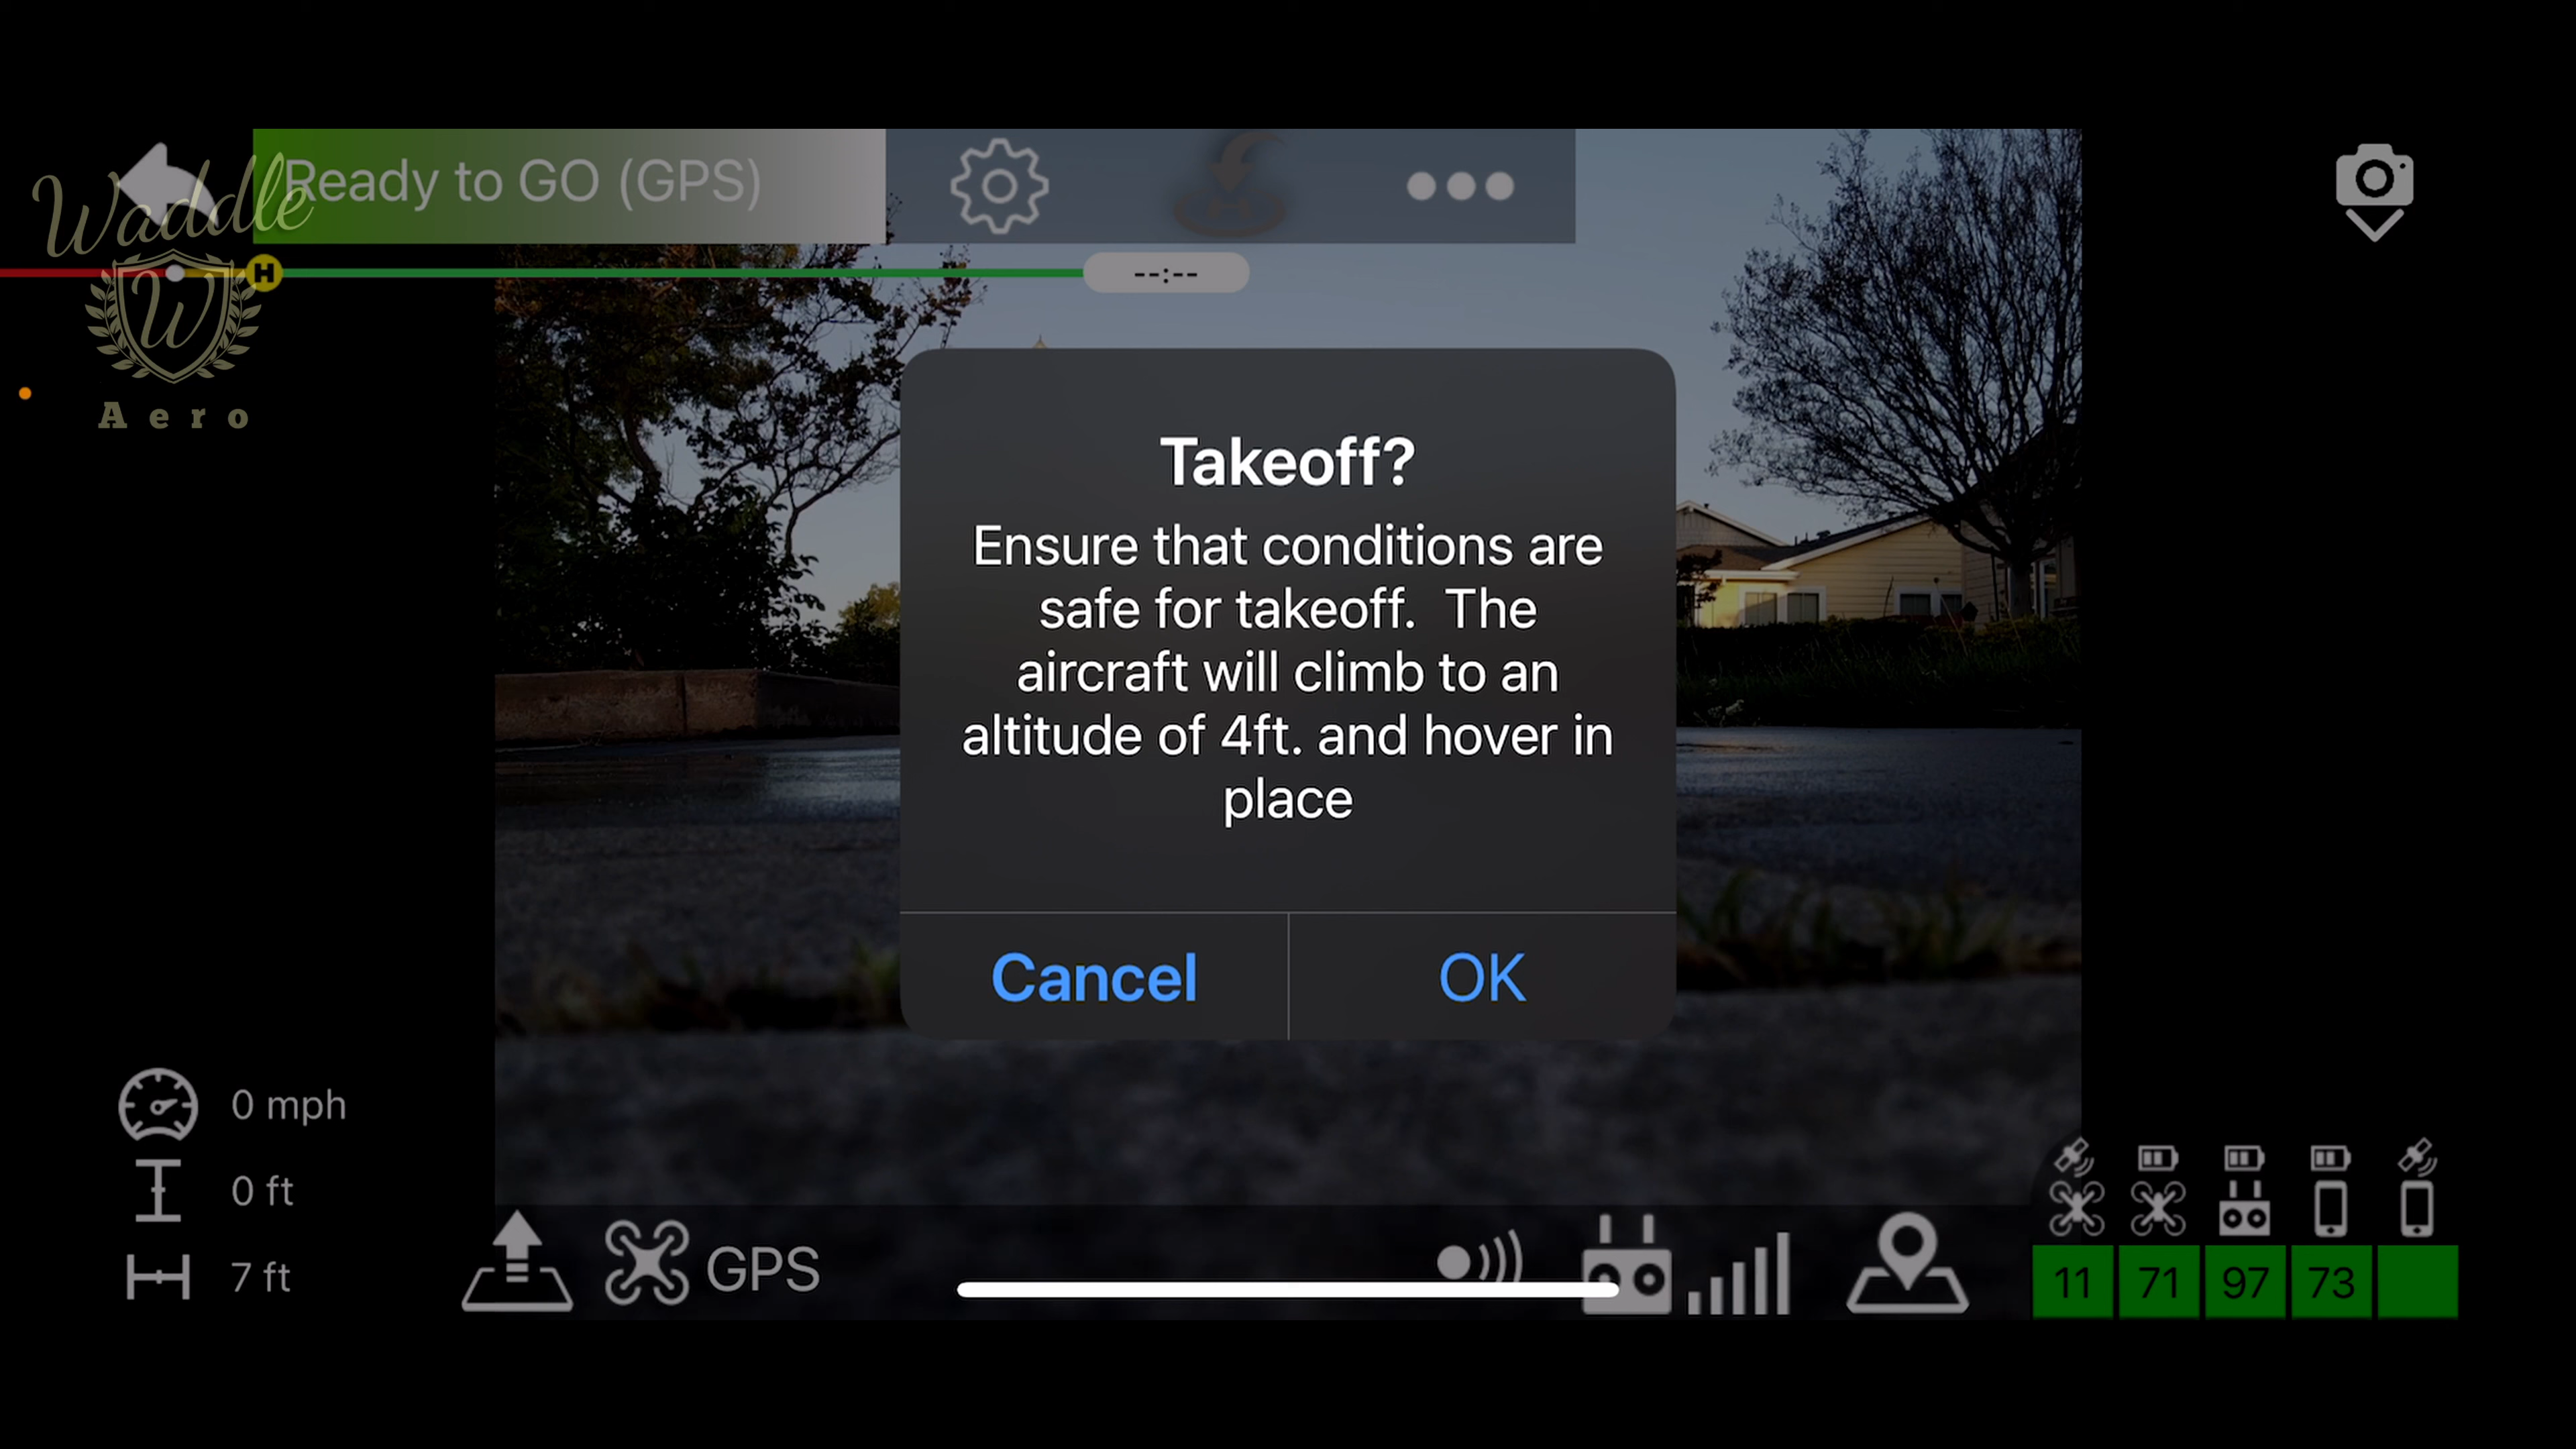 Ready to GO (GPS)
Waddle
H
--:--
W
Aero
Takeoff?
Ensure that conditions are
safe for takeoff. The
aircraft will climb to an
altitude of 4ft. and hover in
place
Cancel
OK
0 mph
0 ft
7 ft
GPS
11 71 97 73